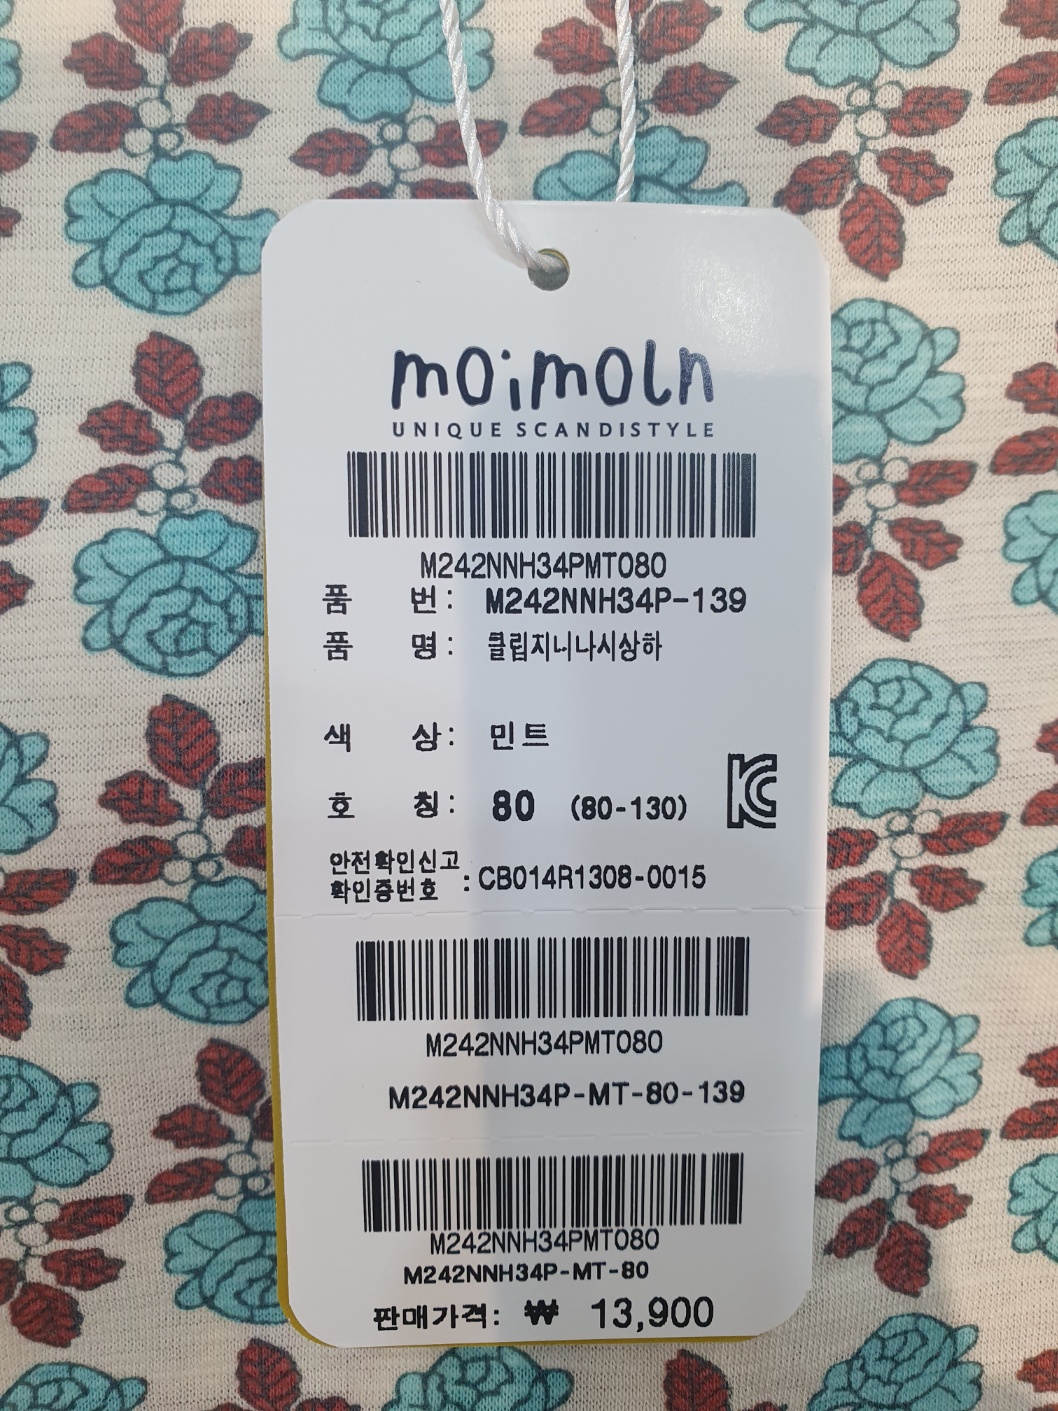 moimoln
UNIQUE SCANDISTYLE
M242NNH34PMT080
품 번: M242NNH34P-139
품 명: 클립지니나시상하
색 상: 민트
호 칭: 80 (80-130)
안전확인신고
확인증번호 : CB014R1308-0015
M242NNH34PMT080
M242NNH34P-MT-80-139
M242NNH34PMT080
M242NNH34P-MT-80
판매가격: ₩ 13,900